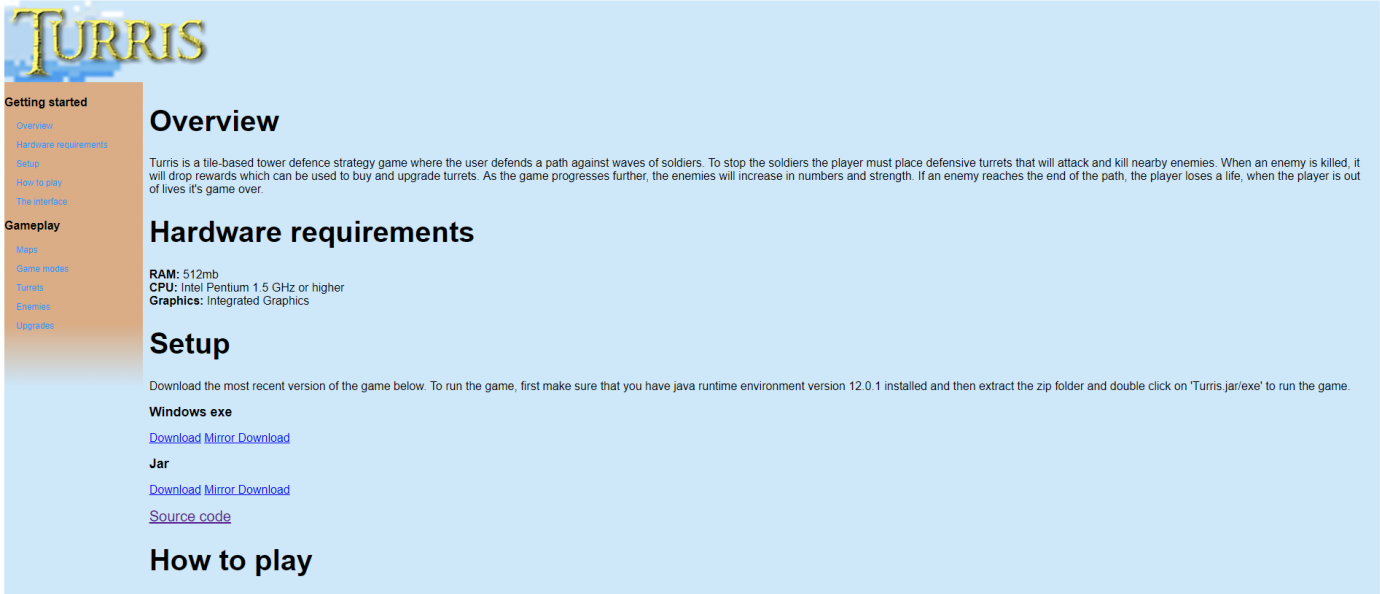 TURRIS
Getting started
Overview
Hardware requirements
Setup
How to play
The interface
Gameplay
Maps
Game modes
Turrets
Enemies
Upgrades
Overview
Turris is a tile-based tower defence strategy game where the user defends a path against waves of soldiers. To stop the soldiers the player must place defensive turrets that will attack and kill nearby enemies. When an enemy is killed, it
will drop rewards which can be used to buy and upgrade turrets. As the game progresses further, the enemies will increase in numbers and strength. If an enemy reaches the end of the path, the player loses a life, when the player is out
of lives it's game over.
Hardware requirements
RAM: 512mb
CPU: Intel Pentium 1.5 GHz or higher
Graphics: Integrated Graphics
Setup
Download the most recent version of the game below. To run the game, first make sure that you have java runtime environment version 12.0.1 installed and then extract the zip folder and double click on 'Turris.jar/exe' to run the game.
Windows exe
Download Mirror Download
Jar
Download Mirror Download
Source code
How to play